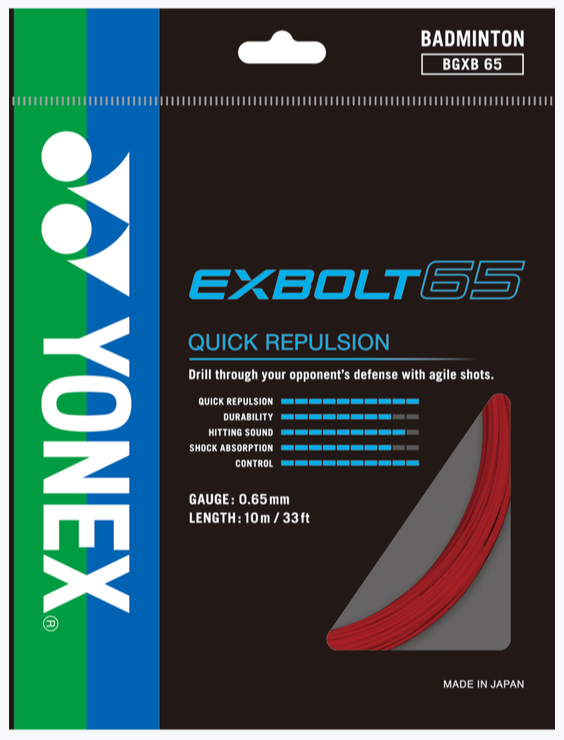 BADMINTON
BGXB 65
YONEX®
EXBOLT65
QUICK REPULSION
Drill through your opponent's defense with agile shots.
QUICK REPULSION
DURABILITY
HITTING SOUND
SHOCK ABSORPTION
CONTROL
GAUGE: 0.65mm
LENGTH: 10m / 33ft
MADE IN JAPAN